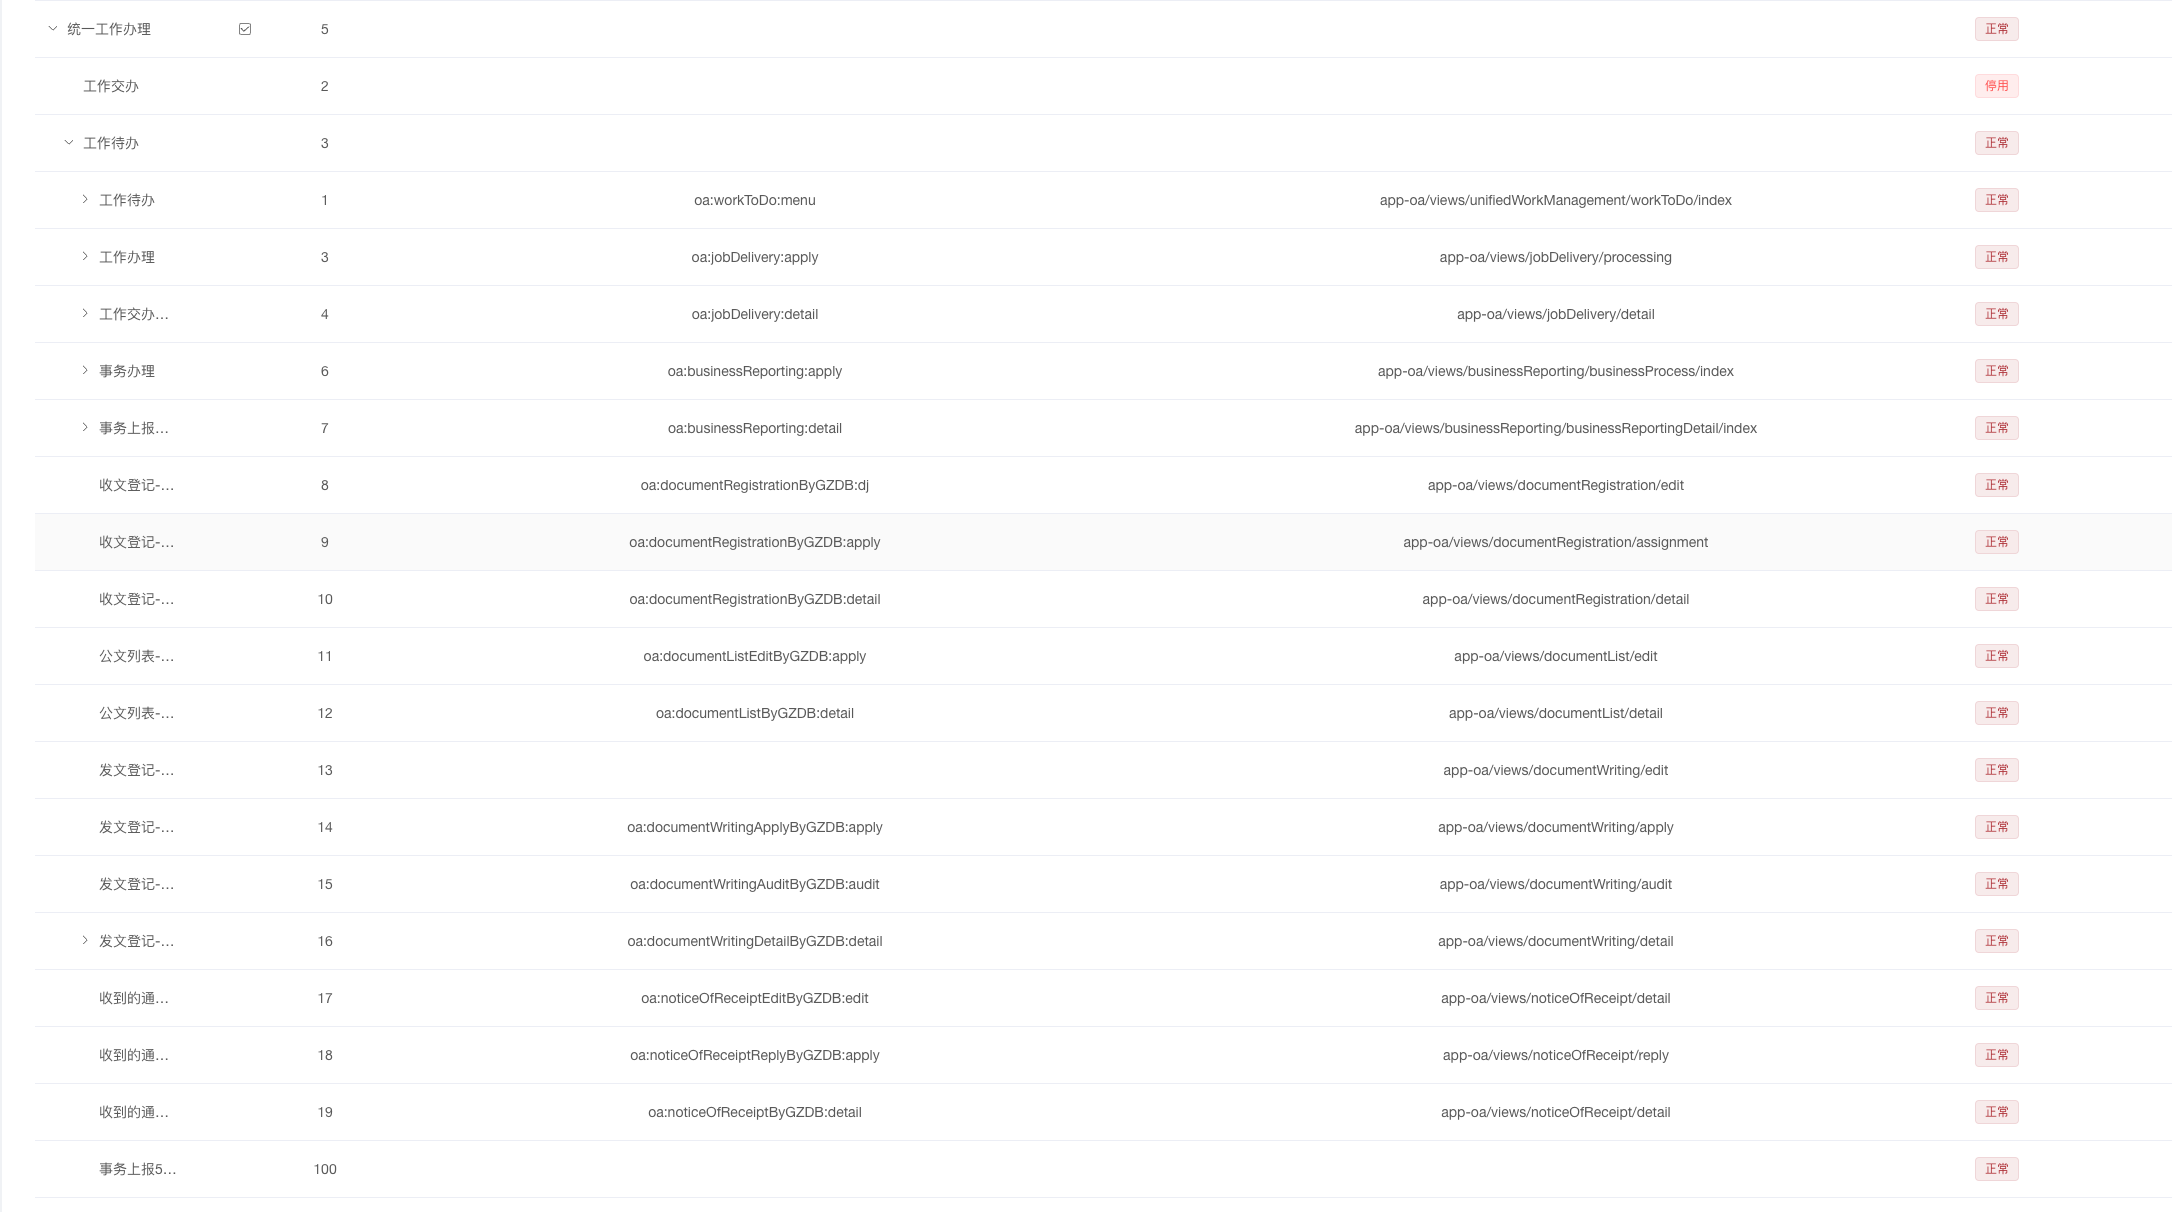 统一工作办理 5 正常
工作交办 2 停用
工作待办 3 正常
工作待办 1 oa:workToDo:menu app-oa/views/unifiedWorkManagement/workToDo/index 正常
工作办理 3 oa:jobDelivery:apply app-oa/views/jobDelivery/processing 正常
工作交办... 4 oa:jobDelivery:detail app-oa/views/jobDelivery/detail 正常
事务办理 6 oa:businessReporting:apply app-oa/views/businessReporting/businessProcess/index 正常
事务上报... 7 oa:businessReporting:detail app-oa/views/businessReporting/businessReportingDetail/index 正常
收文登记-... 8 oa:documentRegistrationByGZDB:dj app-oa/views/documentRegistration/edit 正常
收文登记-... 9 oa:documentRegistrationByGZDB:apply app-oa/views/documentRegistration/assignment 正常
收文登记-... 10 oa:documentRegistrationByGZDB:detail app-oa/views/documentRegistration/detail 正常
公文列表-... 11 oa:documentListEditByGZDB:apply app-oa/views/documentList/edit 正常
公文列表-... 12 oa:documentListByGZDB:detail app-oa/views/documentList/detail 正常
发文登记-... 13 app-oa/views/documentWriting/edit 正常
发文登记-... 14 oa:documentWritingApplyByGZDB:apply app-oa/views/documentWriting/apply 正常
发文登记-... 15 oa:documentWritingAuditByGZDB:audit app-oa/views/documentWriting/audit 正常
发文登记-... 16 oa:documentWritingDetailByGZDB:detail app-oa/views/documentWriting/detail 正常
收到的通... 17 oa:noticeOfReceiptEditByGZDB:edit app-oa/views/noticeOfReceipt/detail 正常
收到的通... 18 oa:noticeOfReceiptReplyByGZDB:apply app-oa/views/noticeOfReceipt/reply 正常
收到的通... 19 oa:noticeOfReceiptByGZDB:detail app-oa/views/noticeOfReceipt/detail 正常
事务上报5... 100 正常